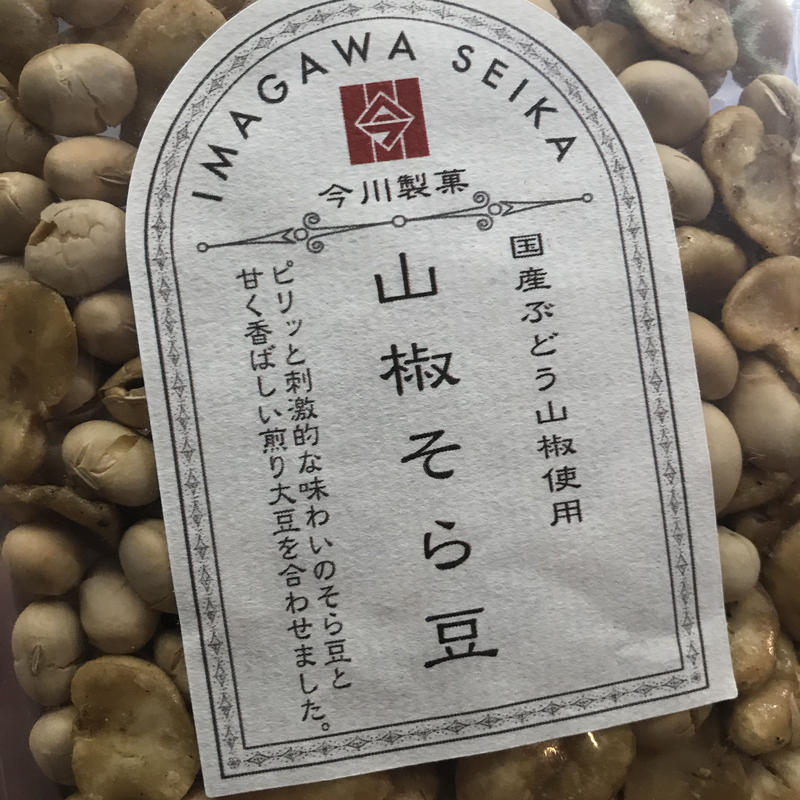 IMAGAWA SEIKA
今
今川製菓
国産ぶどう山椒使用
山椒そら豆
ピリッと刺激的な味わいのそら豆と
甘く香ばしい煎り大豆を合わせました。